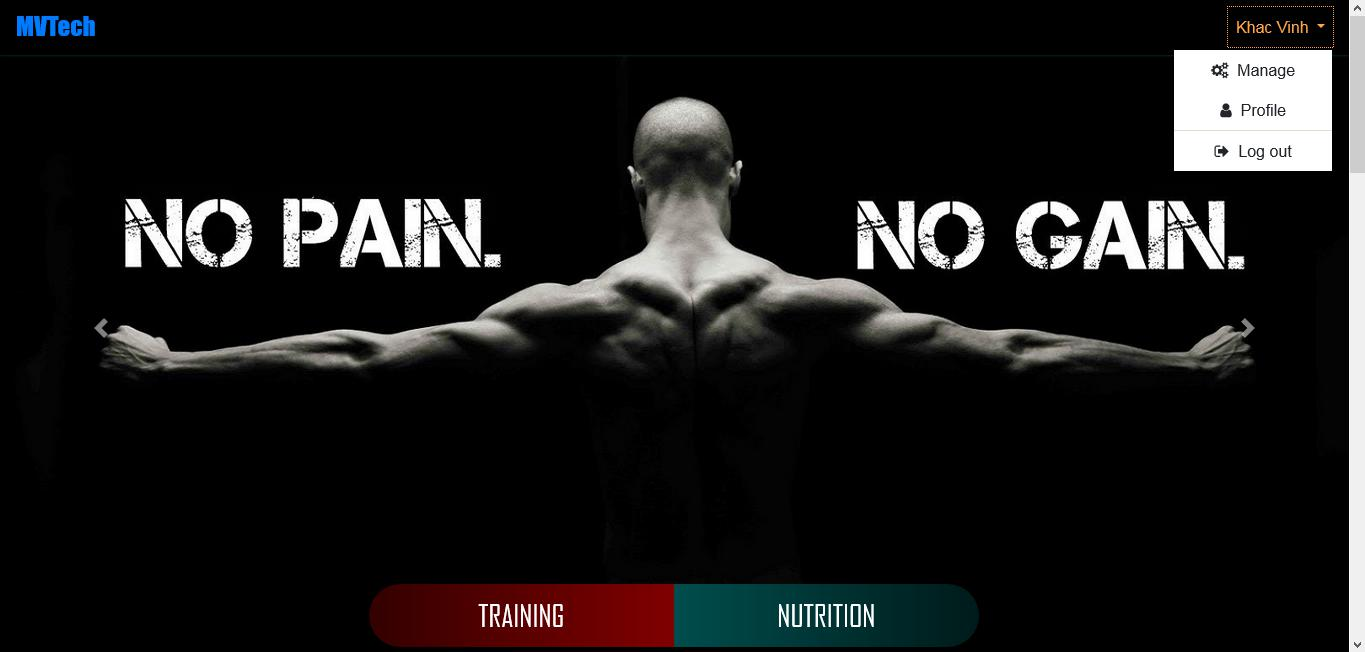 MVTech
Khac Vinh
Manage
Profile
Log out
NO PAIN. NO GAIN.
TRAINING NUTRITION